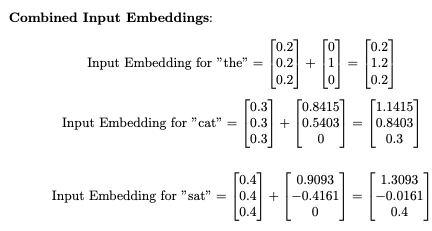 Combined Input Embeddings:
Input Embedding for "the" = [0.2 0.2 0.2] + [0 1 0] = [0.2 1.2 0.2]
Input Embedding for "cat" = [0.3 0.3 0.3] + [0.8415 0.5403 0] = [1.1415 0.8403 0.3]
Input Embedding for "sat" = [0.4 0.4 0.4] + [0.9093 −0.4161 0] = [1.3093 −0.0161 0.4]